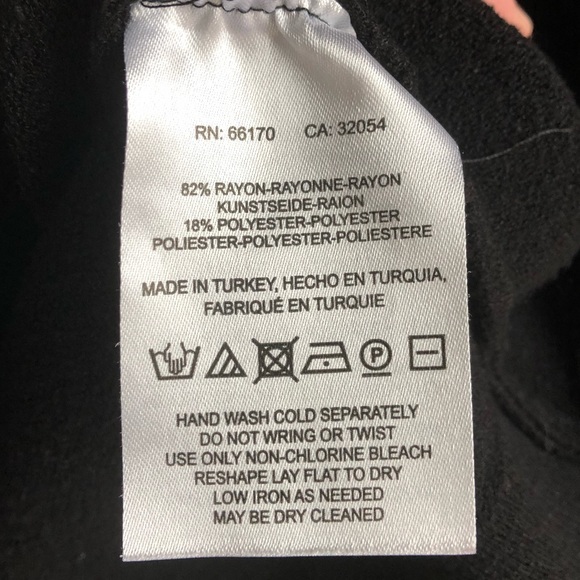 RN: 66170 CA: 32054
82% RAYON-RAYONNE-RAYON
KUNSTSEIDE-RAION
18% POLYESTER-POLYESTER
POLIESTER-POLYESTER-POLIESTERE
MADE IN TURKEY, HECHO EN TURQUIA,
FABRIQUÉ EN TURQUIE
P
HAND WASH COLD SEPARATELY
DO NOT WRING OR TWIST
USE ONLY NON-CHLORINE BLEACH
RESHAPE LAY FLAT TO DRY
LOW IRON AS NEEDED
MAY BE DRY CLEANED